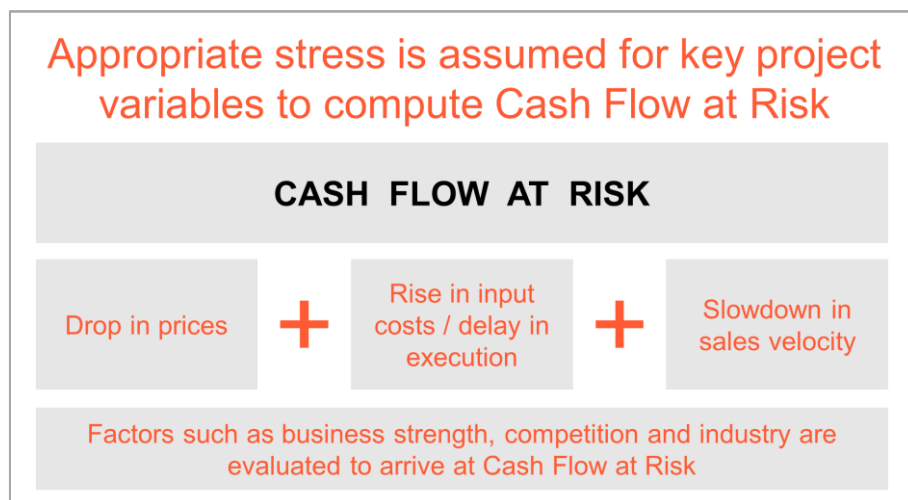 Appropriate stress is assumed for key project
variables to compute Cash Flow at Risk
CASH FLOW AT RISK
Drop in prices
+
Rise in input
costs / delay in
execution
+
Slowdown in
sales velocity
Factors such as business strength, competition and industry are
evaluated to arrive at Cash Flow at Risk